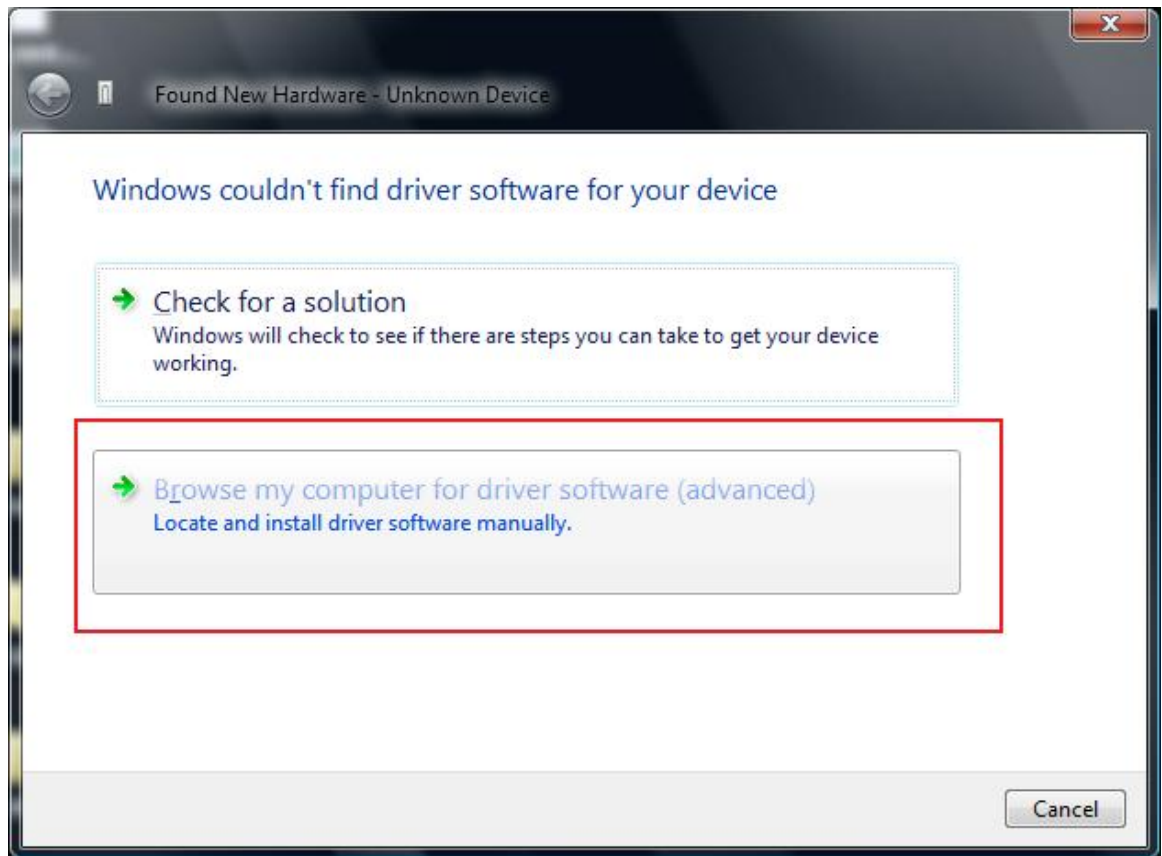 Found New Hardware - Unknown Device
Windows couldn't find driver software for your device
Check for a solution
Windows will check to see if there are steps you can take to get your device
working.
Browse my computer for driver software (advanced)
Locate and install driver software manually.
Cancel